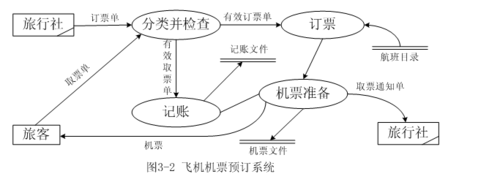 旅行社
订票单
分类并检查
有效订票单
订票
航班目录
有效取票单
记账文件
取票单
记账
机票准备
取票通知单
旅客
机票
机票文件
旅行社
图3-2 飞机机票预订系统